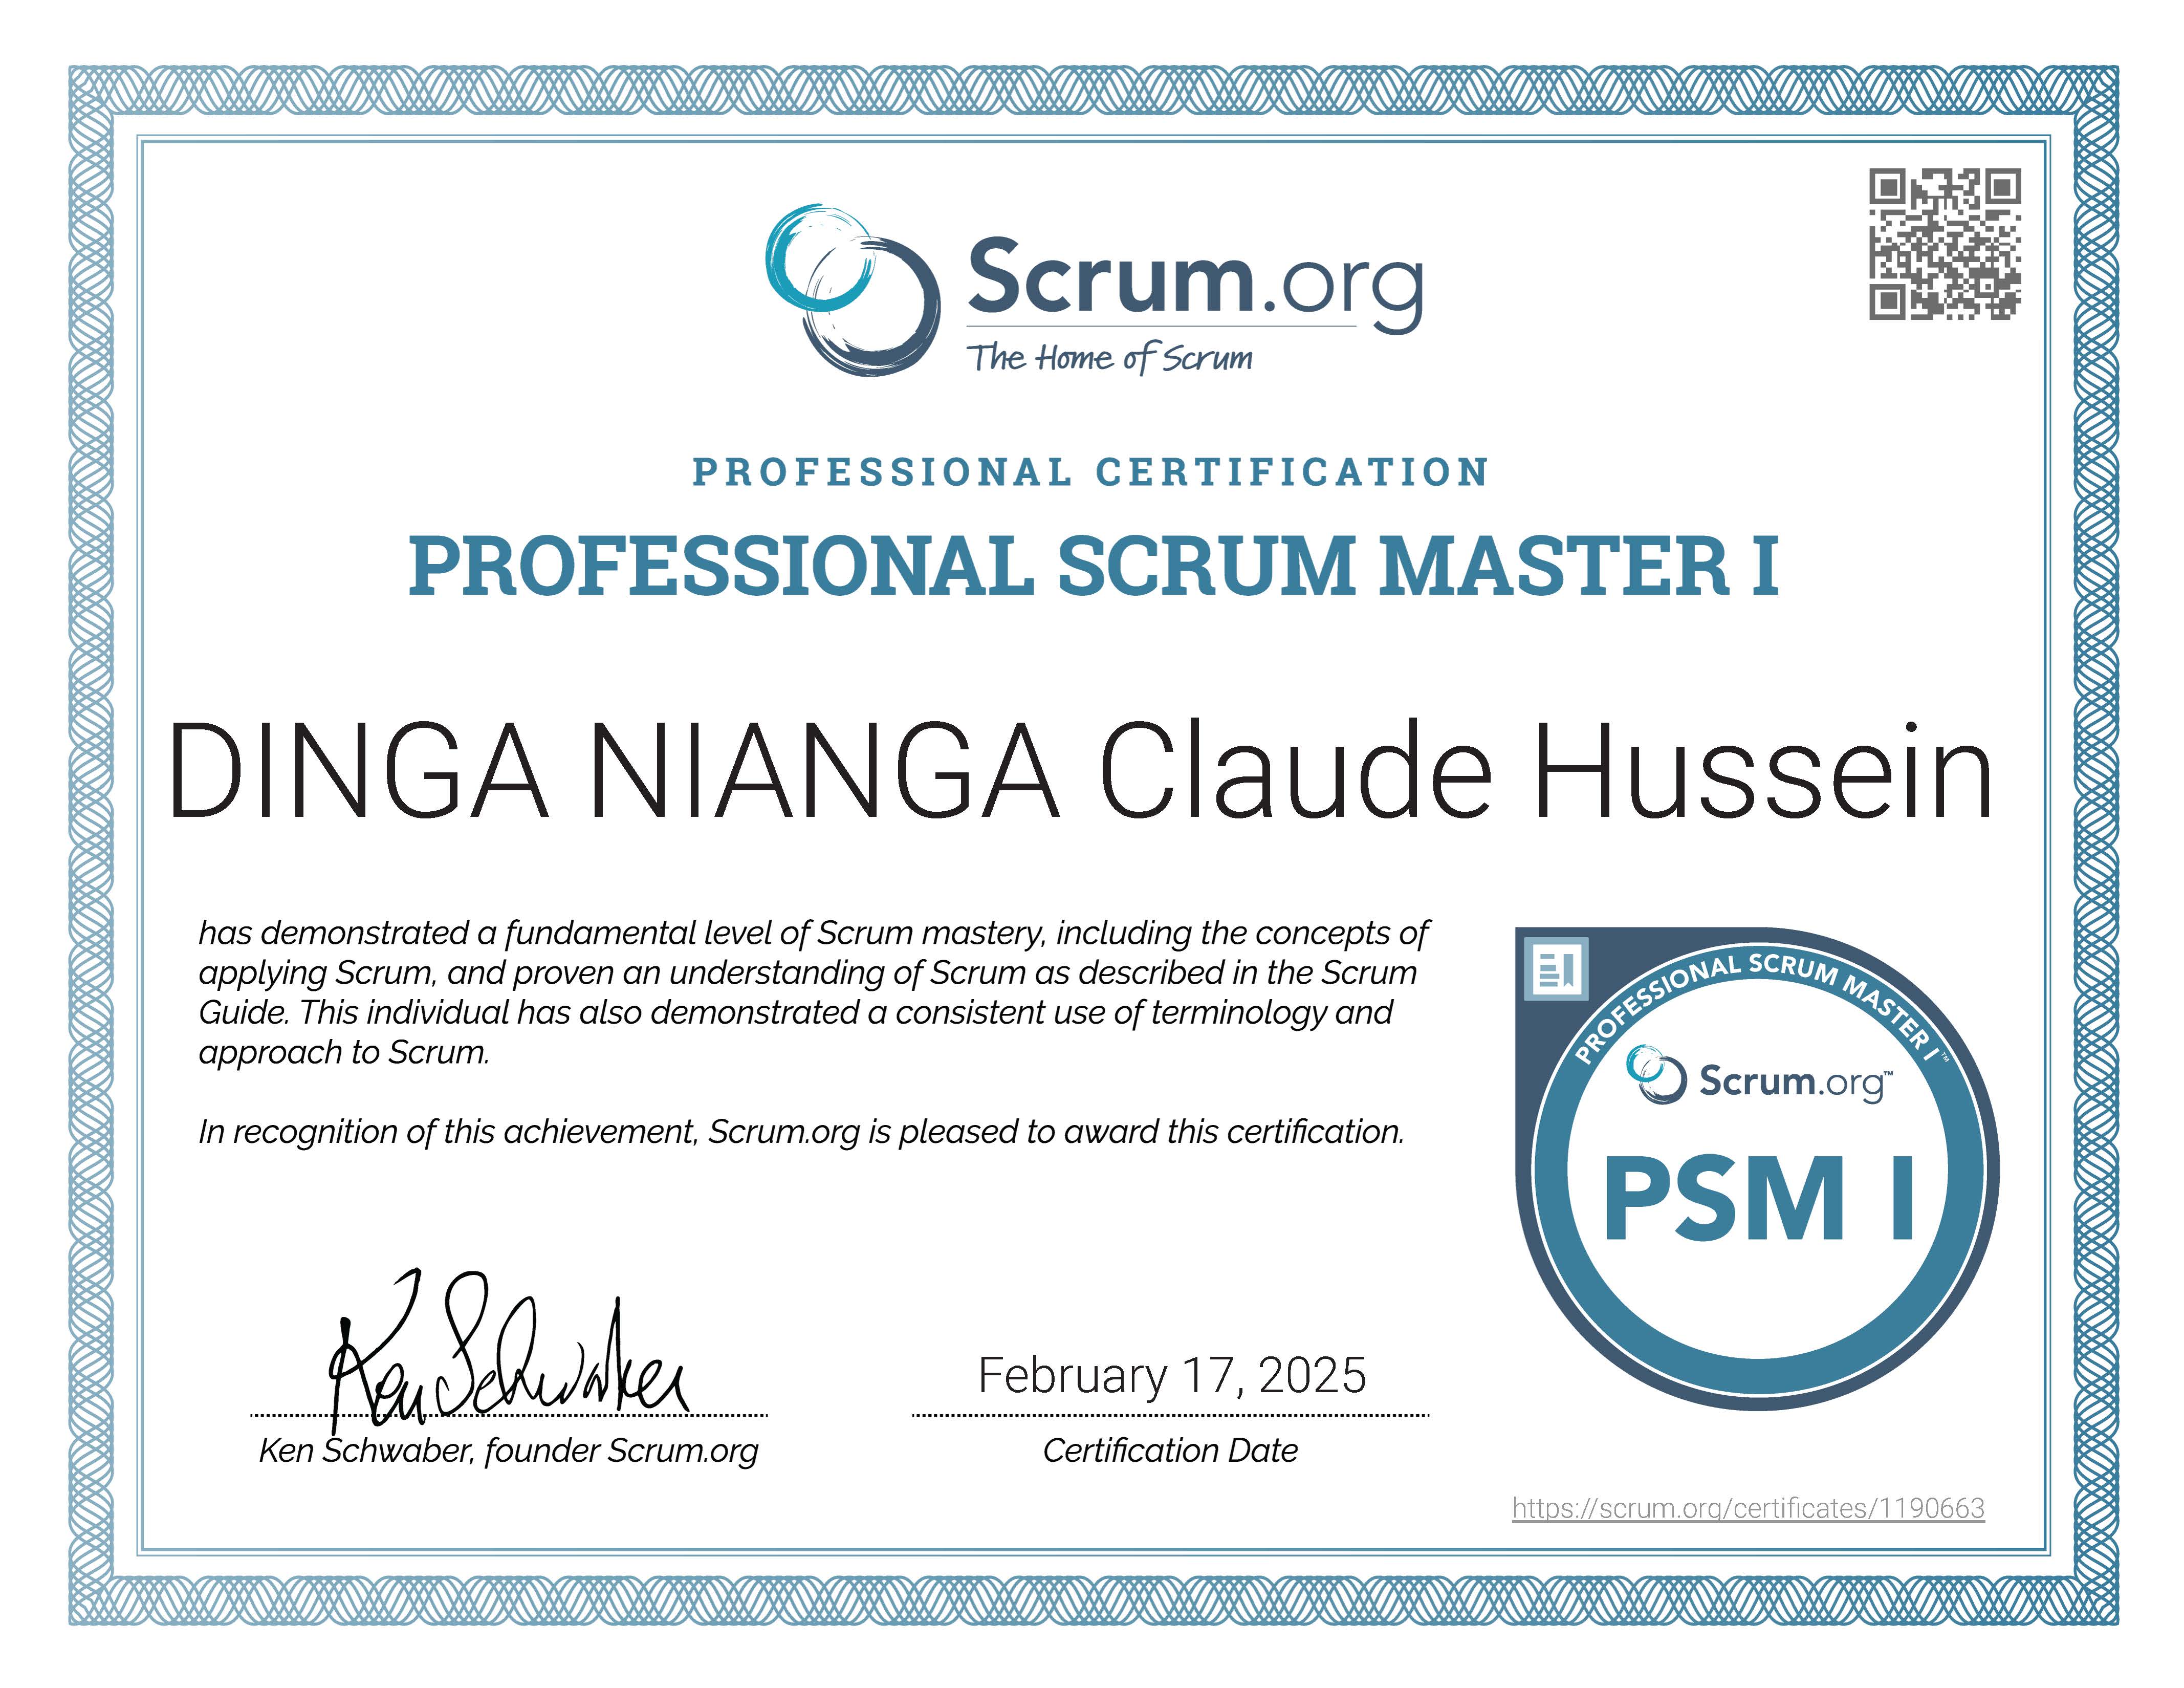 Scrum.org
The Home of Scrum
PROFESSIONAL CERTIFICATION
PROFESSIONAL SCRUM MASTER I
DINGA NIANGA Claude Hussein
has demonstrated a fundamental level of Scrum mastery, including the concepts of
applying Scrum, and proven an understanding of Scrum as described in the Scrum
Guide. This individual has also demonstrated a consistent use of terminology and
approach to Scrum.
In recognition of this achievement, Scrum.org is pleased to award this certification.
PROFESSIONAL SCRUM MASTER I™
Scrum.org™
PSM I
Ken Schwaber
February 17, 2025
Ken Schwaber, founder Scrum.org
Certification Date
https://scrum.org/certificates/1190663